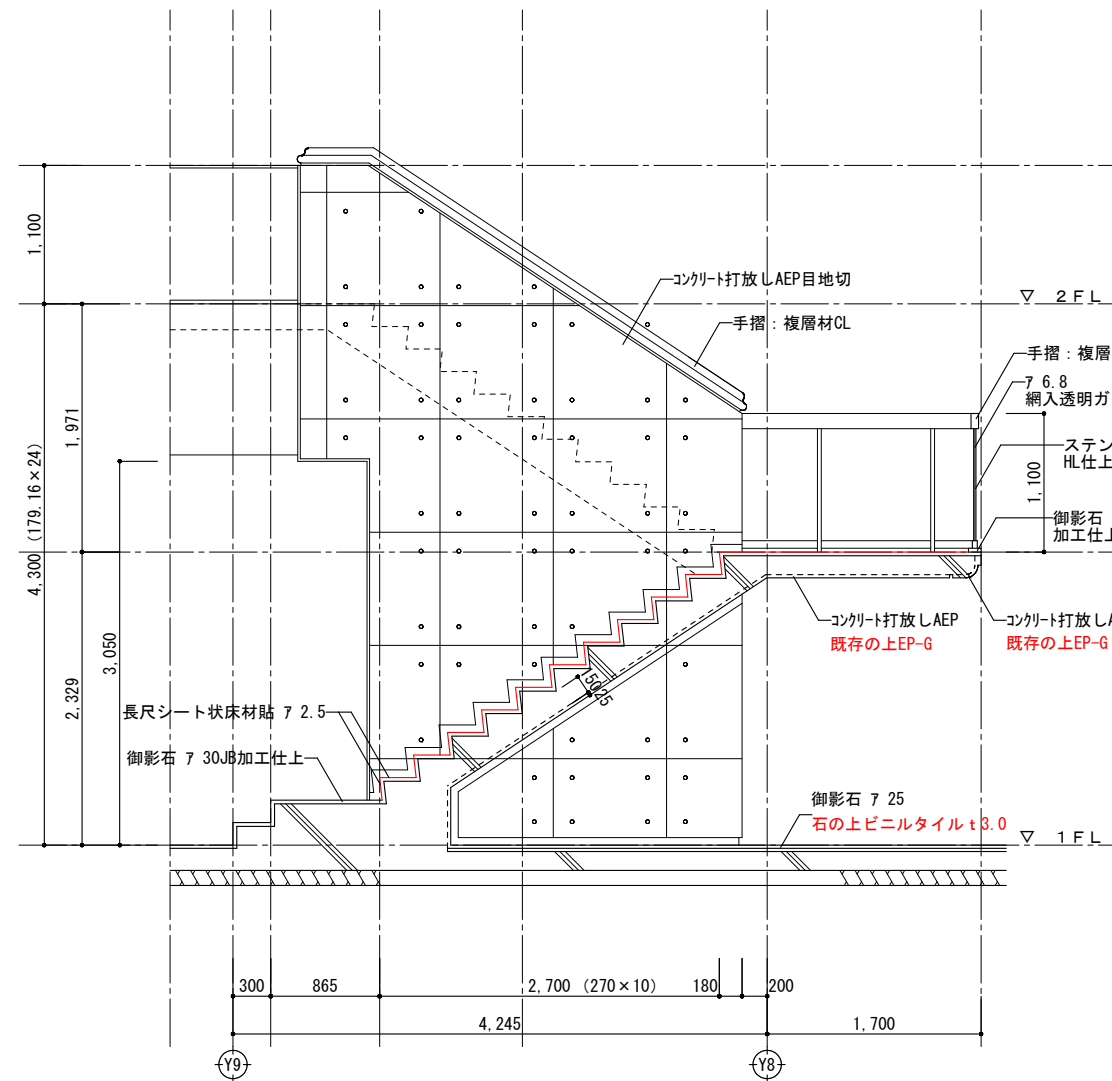 コンクリート打放しAEP目地切
▽ 2FL
手摺：複層材CL
手摺：複層
ア 6.8
網入透明ガ
ステン
HL仕上
御影石
加工仕上
1,100
1,971
4,300 (179.16×24)
3,050
2,329
1,100
コンクリート打放しAEP
既存の上EP-G
コンクリート打放しA
既存の上EP-G
15025
長尺シート状床材貼 ア 2.5
御影石 ア 30JB加工仕上
御影石 ア 25
石の上ビニルタイルｔ3.0
▽ 1FL
300
865
2,700 (270×10)
180
200
4,245
1,700
Y9
Y8